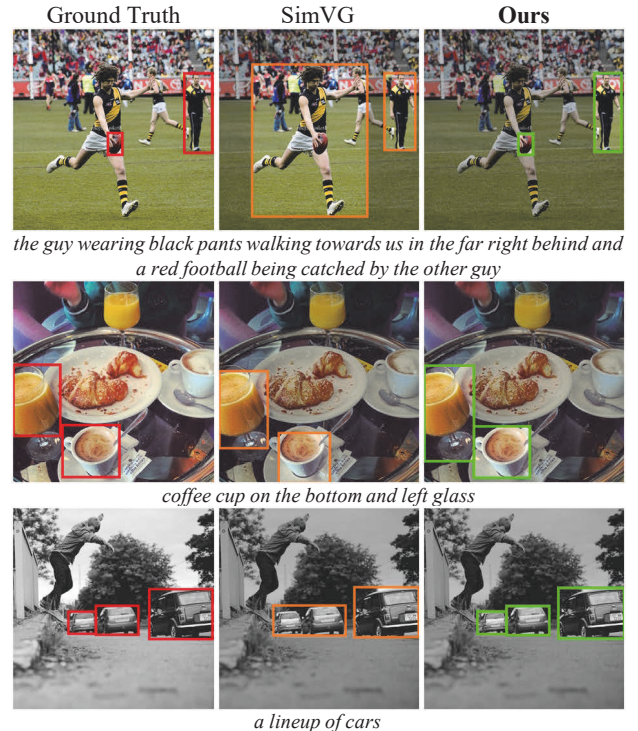 Ground Truth SimVG Ours
the guy wearing black pants walking towards us in the far right behind and
a red football being catched by the other guy
coffee cup on the bottom and left glass
a lineup of cars